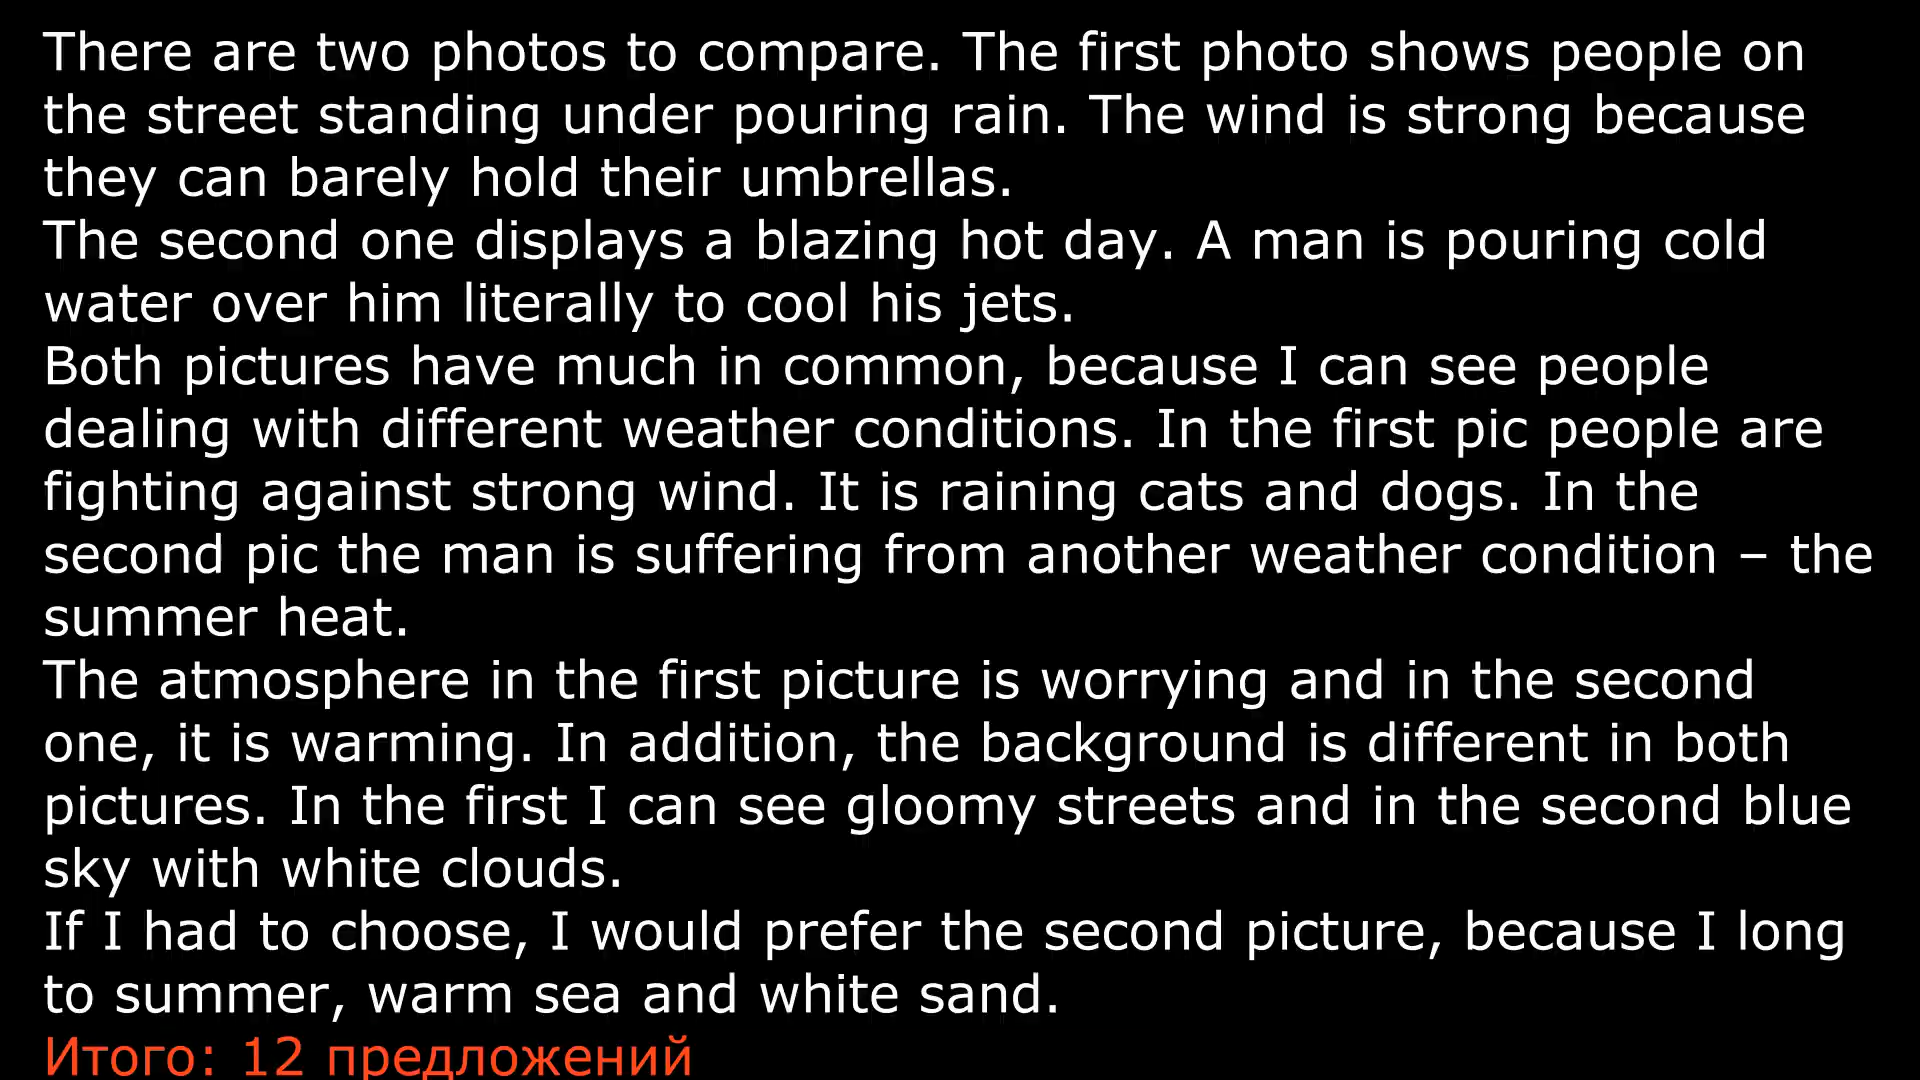 There are two photos to compare. The first photo shows people on
the street standing under pouring rain. The wind is strong because
they can barely hold their umbrellas.
The second one displays a blazing hot day. A man is pouring cold
water over him literally to cool his jets.
Both pictures have much in common, because I can see people
dealing with different weather conditions. In the first pic people are
fighting against strong wind. It is raining cats and dogs. In the
second pic the man is suffering from another weather condition – the
summer heat.
The atmosphere in the first picture is worrying and in the second
one, it is warming. In addition, the background is different in both
pictures. In the first I can see gloomy streets and in the second blue
sky with white clouds.
If I had to choose, I would prefer the second picture, because I long
to summer, warm sea and white sand.
Итого: 12 предложений